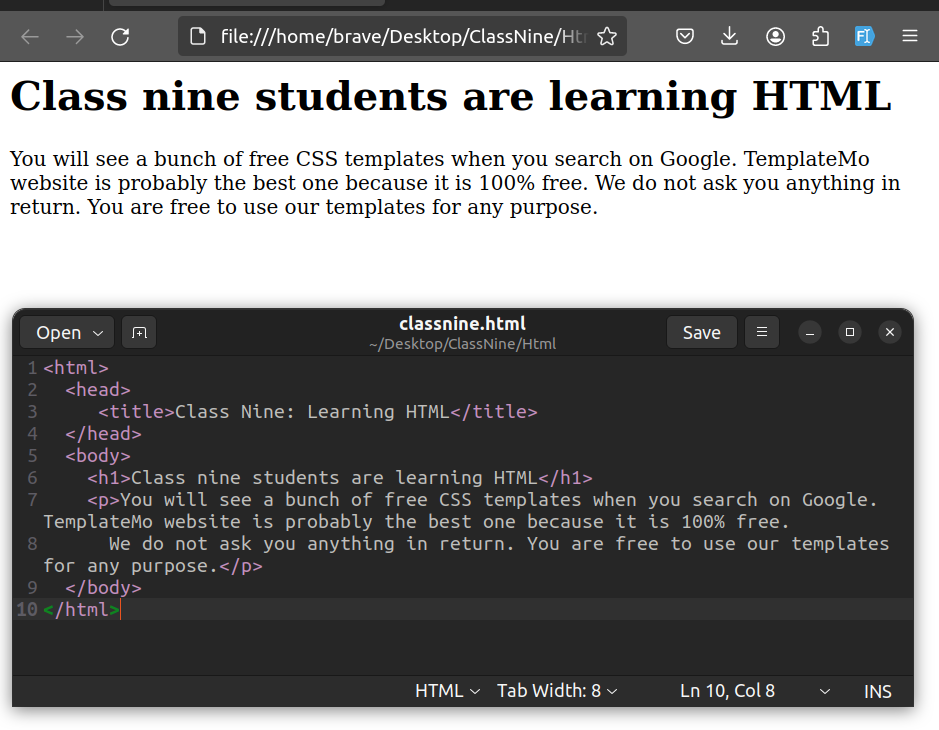 file:///home/brave/Desktop/ClassNine/Ht
Class nine students are learning HTML
You will see a bunch of free CSS templates when you search on Google. TemplateMo
website is probably the best one because it is 100% free. We do not ask you anything in
return. You are free to use our templates for any purpose.
Open
classnine.html
~/Desktop/ClassNine/Html
Save
1 <html>
2 <head>
3 <title>Class Nine: Learning HTML</title>
4 </head>
5 <body>
6 <h1>Class nine students are learning HTML</h1>
7 <p>You will see a bunch of free CSS templates when you search on Google.
TemplateMo website is probably the best one because it is 100% free.
8 We do not ask you anything in return. You are free to use our templates
for any purpose.</p>
9 </body>
10 </html>
HTML Tab Width: 8 Ln 10, Col 8 INS